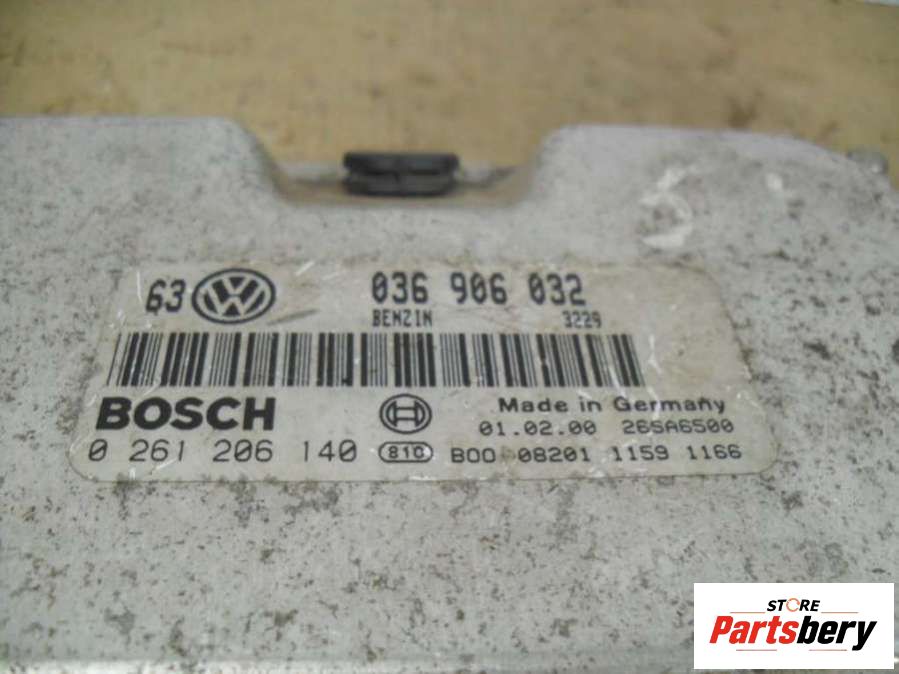 63 VW 036 906 032
BENZIN 3229
BOSCH
Made in Germany
01.02.00 26SA6500
0 261 206 140 810 B00 08201 1159 1166
STORE
Partsbery